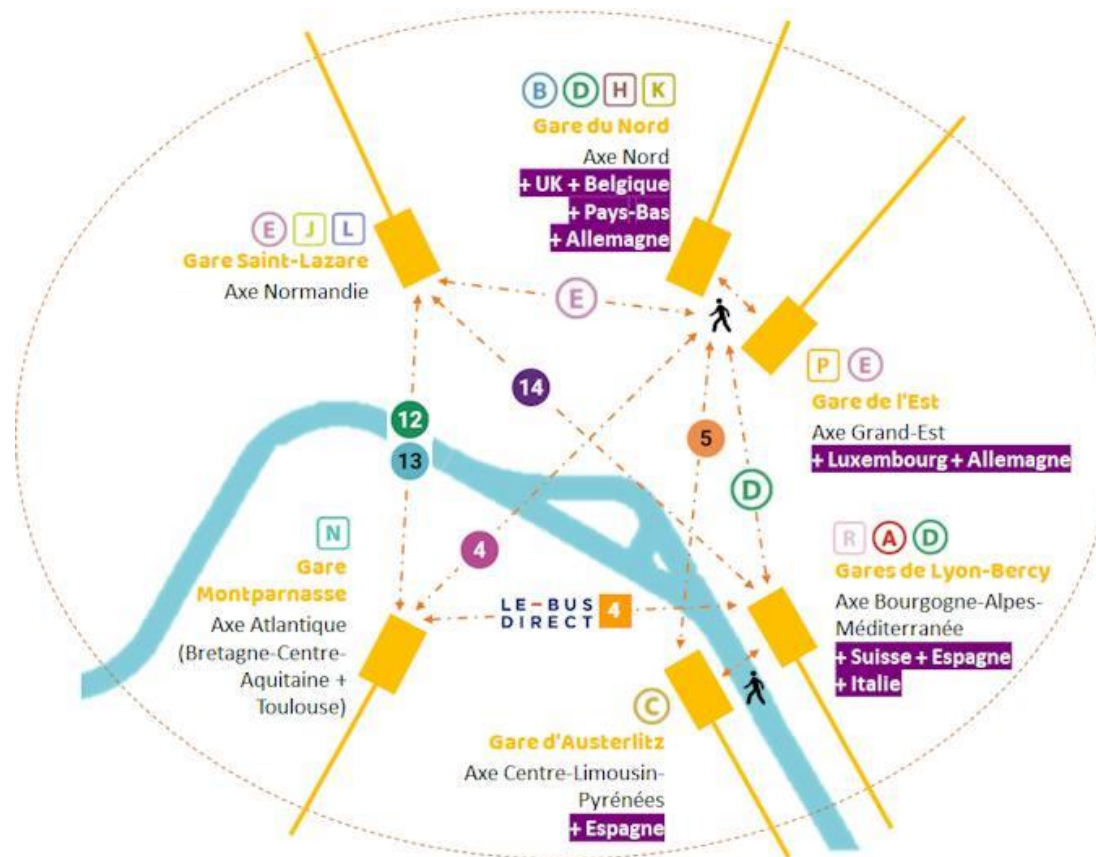 B D H K
Gare du Nord
Axe Nord
+ UK + Belgique
+ Pays-Bas
+ Allemagne
E J L
Gare Saint-Lazare
Axe Normandie
E
P E
Gare de l'Est
Axe Grand-Est
+ Luxembourg + Allemagne
14
12
13
5
D
4
N
Gare
Montparnasse
Axe Atlantique
(Bretagne-Centre-
Aquitaine +
Toulouse)
LE-BUS
DIRECT 4
R A D
Gares de Lyon-Bercy
Axe Bourgogne-Alpes-
Méditerranée
+ Suisse + Espagne
+ Italie
C
Gare d'Austerlitz
Axe Centre-Limousin-
Pyrénées
+ Espagne